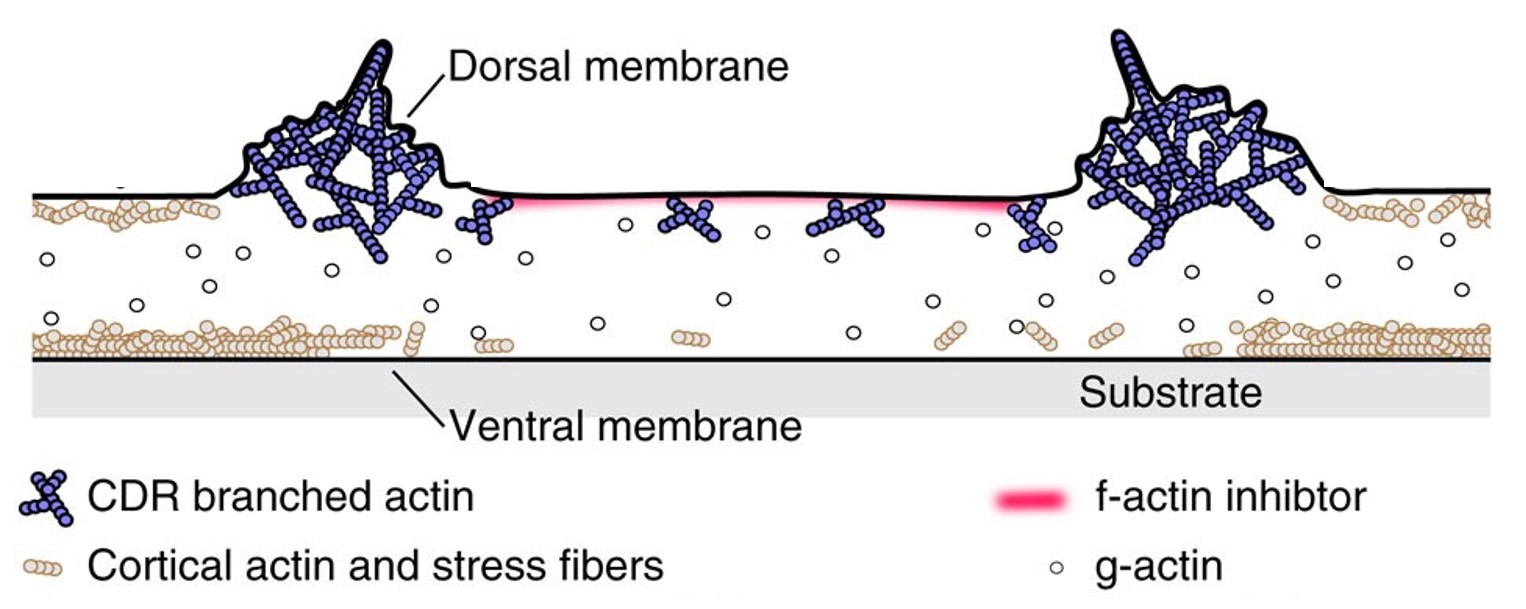 Dorsal membrane
Substrate
Ventral membrane
CDR branched actin
f-actin inhibtor
Cortical actin and stress fibers
g-actin